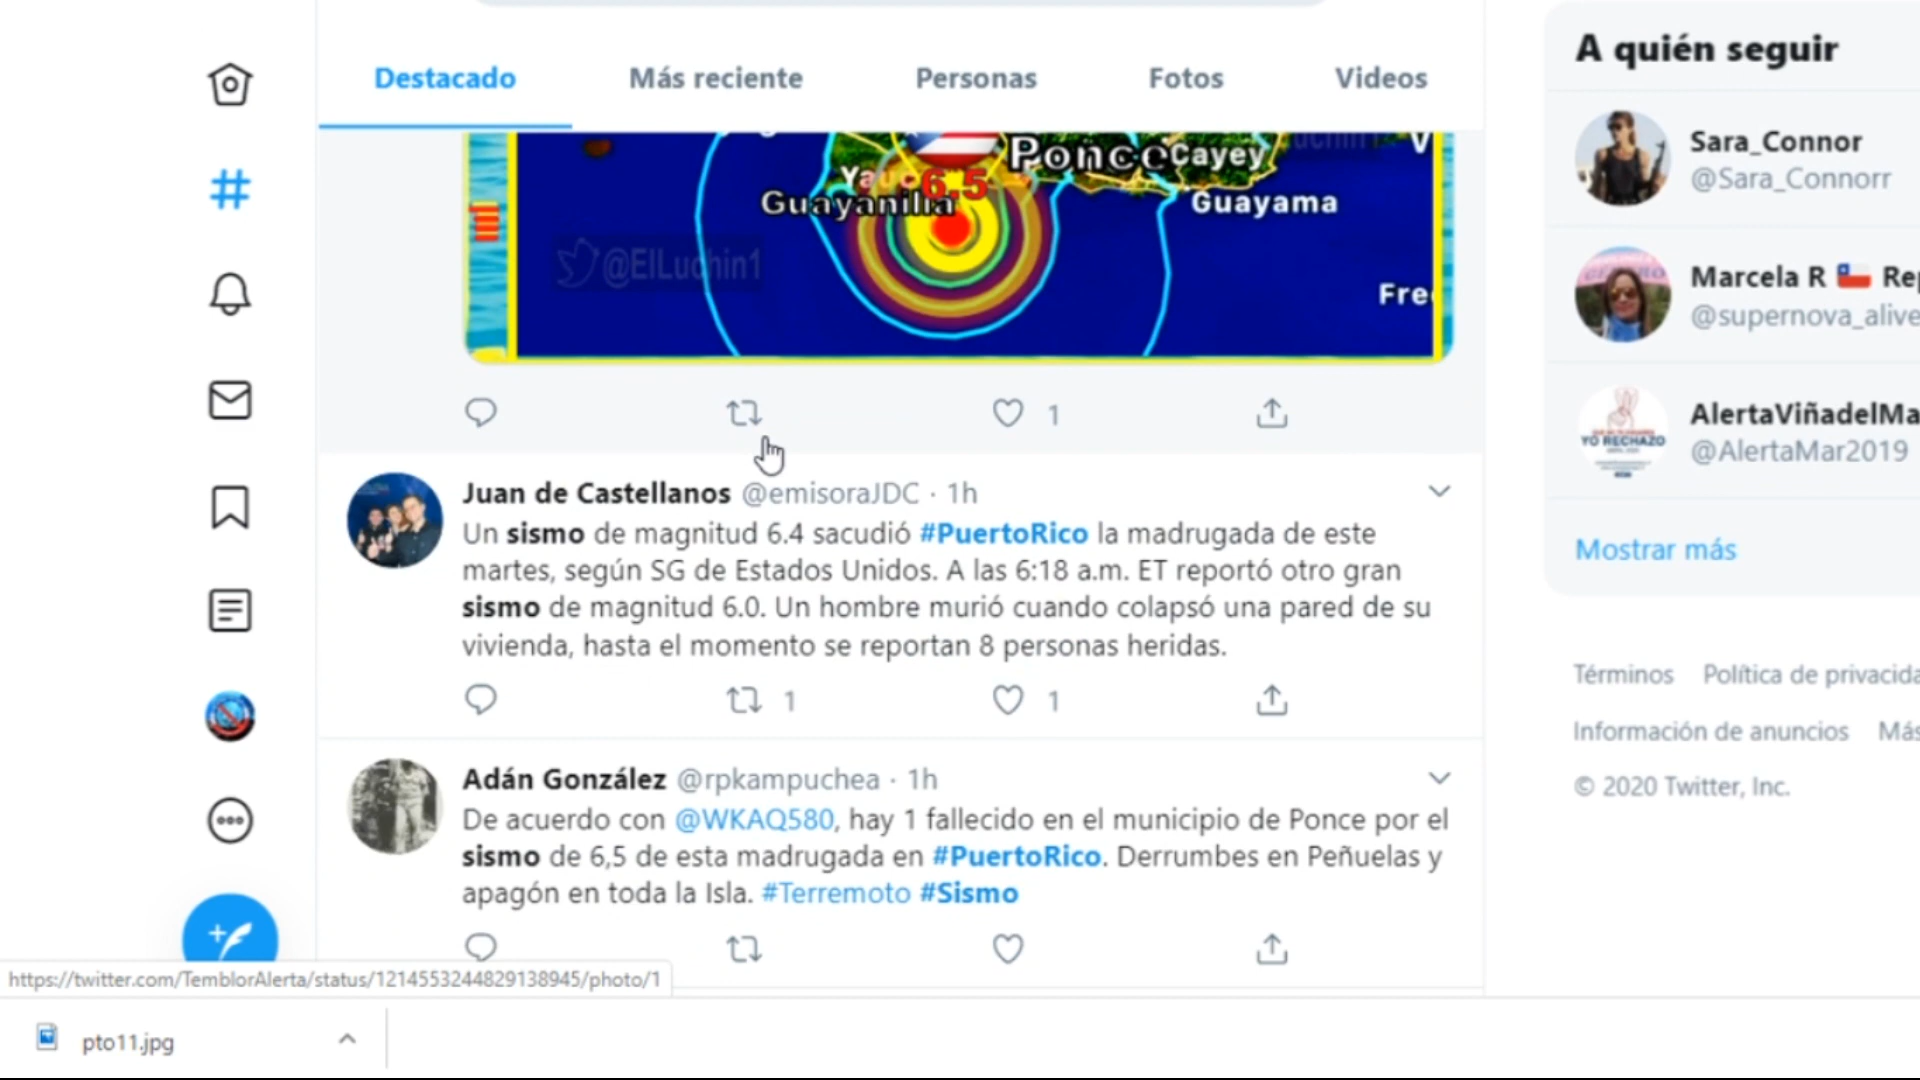 Destacado
Más reciente
Personas
Fotos
Videos
Ponce
Cayey
6.5
Guayanilla
Guayama
@ElLuchin1
Fre
1
Juan de Castellanos @emisoraJDC · 1h
Un sismo de magnitud 6.4 sacudió #PuertoRico la madrugada de este
martes, según SG de Estados Unidos. A las 6:18 a.m. ET reportó otro gran
sismo de magnitud 6.0. Un hombre murió cuando colapsó una pared de su
vivienda, hasta el momento se reportan 8 personas heridas.
1
1
Adán González @rpkampuchea · 1h
De acuerdo con @WKAQ580, hay 1 fallecido en el municipio de Ponce por el
sismo de 6,5 de esta madrugada en #PuertoRico. Derrumbes en Peñuelas y
apagón en toda la Isla. #Terremoto #Sismo
A quién seguir
Sara_Connor
@Sara_Connorr
Marcela R Rep
@supernova_alive
YO RECHAZO
AlertaViñadelMa
@AlertaMar2019
Mostrar más
Términos Política de privacida
Información de anuncios Más
© 2020 Twitter, Inc.
https://twitter.com/TemblorAlerta/status/1214553244829138945/photo/1
pto11.jpg